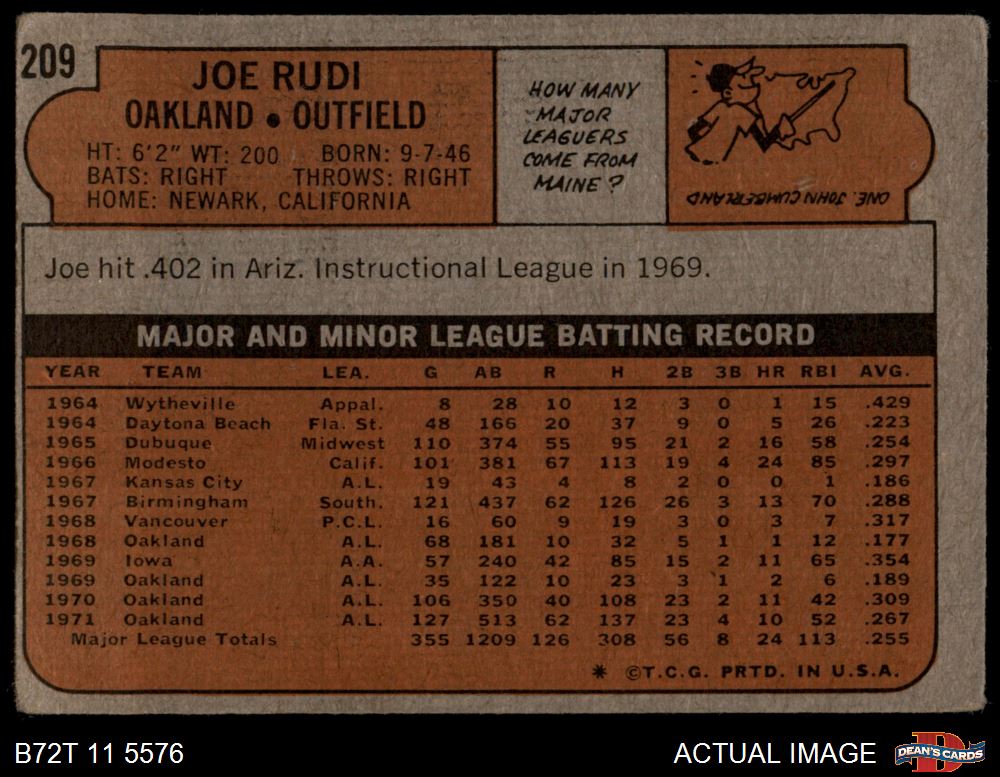 209
JOE RUDI
OAKLAND • OUTFIELD
HT: 6'2" WT: 200 BORN: 9-7-46
BATS: RIGHT THROWS: RIGHT
HOME: NEWARK, CALIFORNIA
HOW MANY
MAJOR
LEAGUERS
COME FROM
MAINE?
ONE. JOHN CUMBERLAND
Joe hit .402 in Ariz. Instructional League in 1969.
MAJOR AND MINOR LEAGUE BATTING RECORD
YEAR TEAM LEA. G AB R H 2B 3B HR RBI AVG.
1964 Wytheville Appal. 8 28 10 12 3 0 1 15 .429
1964 Daytona Beach Fla. St. 48 166 20 37 9 0 5 26 .223
1965 Dubuque Midwest 110 374 55 95 21 2 16 58 .254
1966 Modesto Calif. 101 381 67 113 19 4 24 85 .297
1967 Kansas City A.L. 19 43 4 8 2 0 0 1 .186
1967 Birmingham South. 121 437 62 126 26 3 13 70 .288
1968 Vancouver P.C.L. 16 60 9 19 3 0 3 7 .317
1968 Oakland A.L. 68 181 10 32 5 1 1 12 .177
1969 Iowa A.A. 57 240 42 85 15 2 11 65 .354
1969 Oakland A.L. 35 122 10 23 3 1 2 6 .189
1970 Oakland A.L. 106 350 40 108 23 2 11 42 .309
1971 Oakland A.L. 127 513 62 137 23 4 10 52 .267
Major League Totals 355 1209 126 308 56 8 24 113 .255
* ©T.C.G. PRTD. IN U.S.A.
B72T 11 5576
ACTUAL IMAGE
D
DEAN'S CARDS